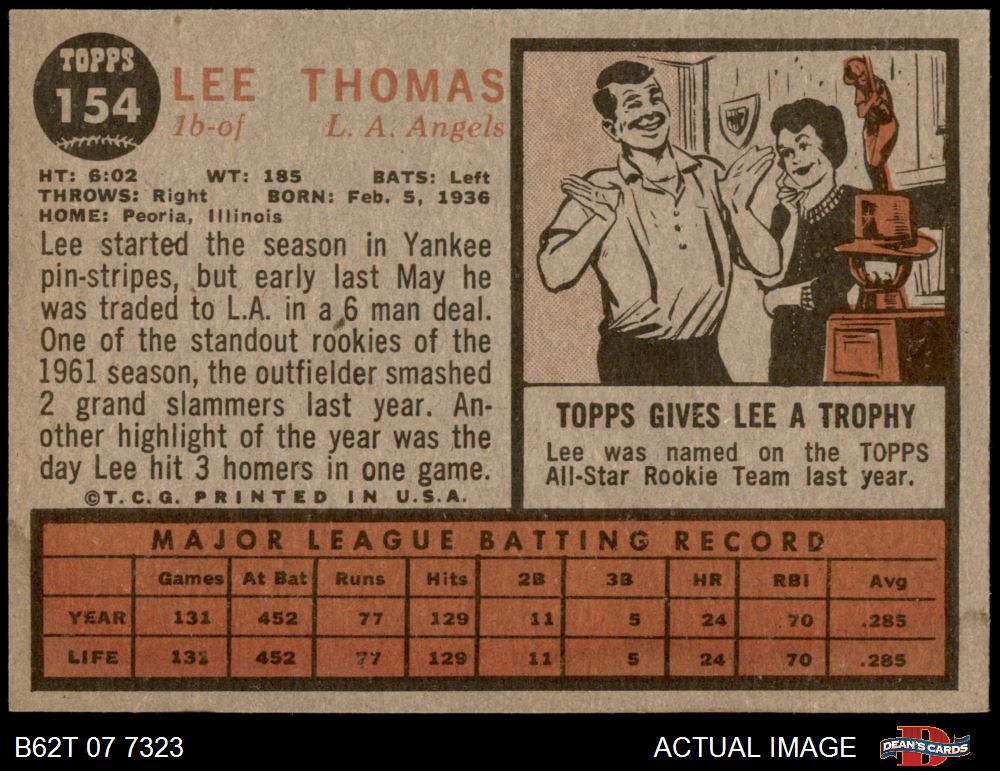 TOPPS
154
LEE THOMAS
1b-of L. A. Angels
HT: 6:02 WT: 185 BATS: Left
THROWS: Right BORN: Feb. 5, 1936
HOME: Peoria, Illinois
Lee started the season in Yankee
pin-stripes, but early last May he
was traded to L.A. in a 6 man deal.
One of the standout rookies of the
1961 season, the outfielder smashed
2 grand slammers last year. An-
other highlight of the year was the
day Lee hit 3 homers in one game.
©T.C.G. PRINTED IN U.S.A.
TOPPS GIVES LEE A TROPHY
Lee was named on the TOPPS
All-Star Rookie Team last year.
MAJOR LEAGUE BATTING RECORD
Games At Bat Runs Hits 2B 3B HR RBI Avg
YEAR 131 452 77 129 11 5 24 70 .285
LIFE 131 452 77 129 11 5 24 70 .285
B62T 07 7323
ACTUAL IMAGE
DEAN'S CARDS